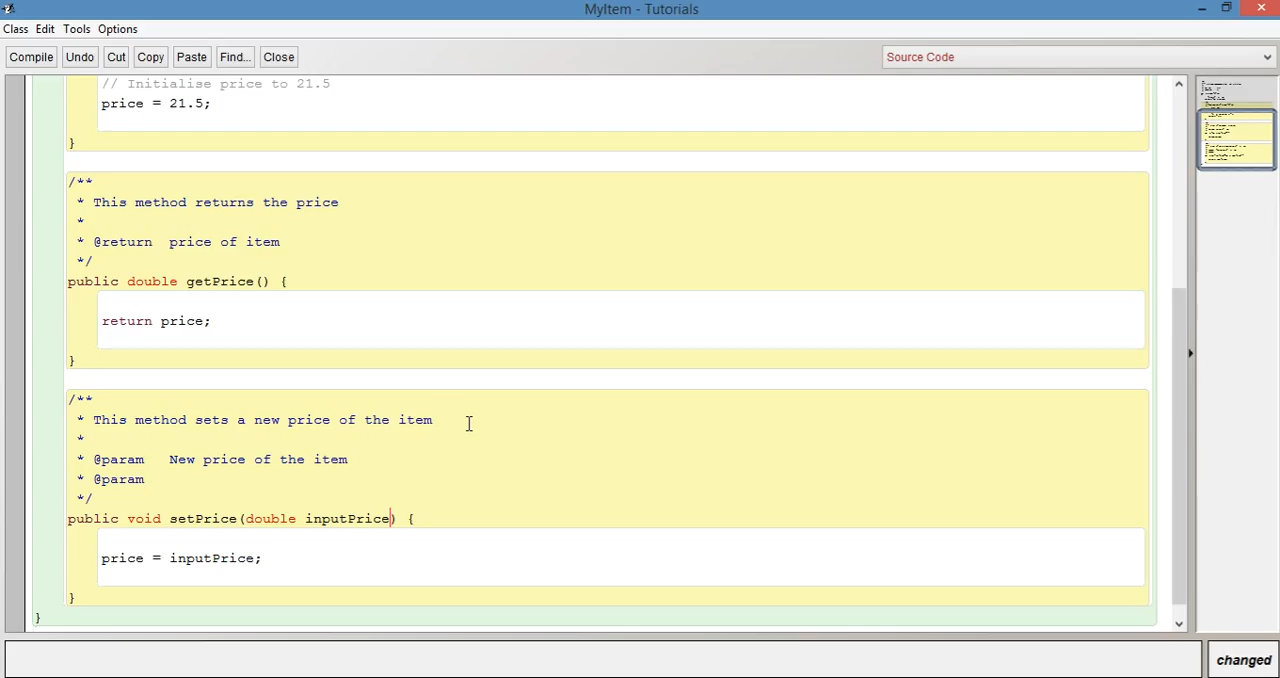 MyItem - Tutorials
Class Edit Tools Options
Compile Undo Cut Copy Paste Find... Close Source Code
// Initialise price to 21.5
price = 21.5;
}
/**
* This method returns the price
*
* @return  price of item
*/
public double getPrice() {
return price;
}
/**
* This method sets a new price of the item
*
* @param   New price of the item
* @param
*/
public void setPrice(double inputPrice) {
price = inputPrice;
}
}
changed